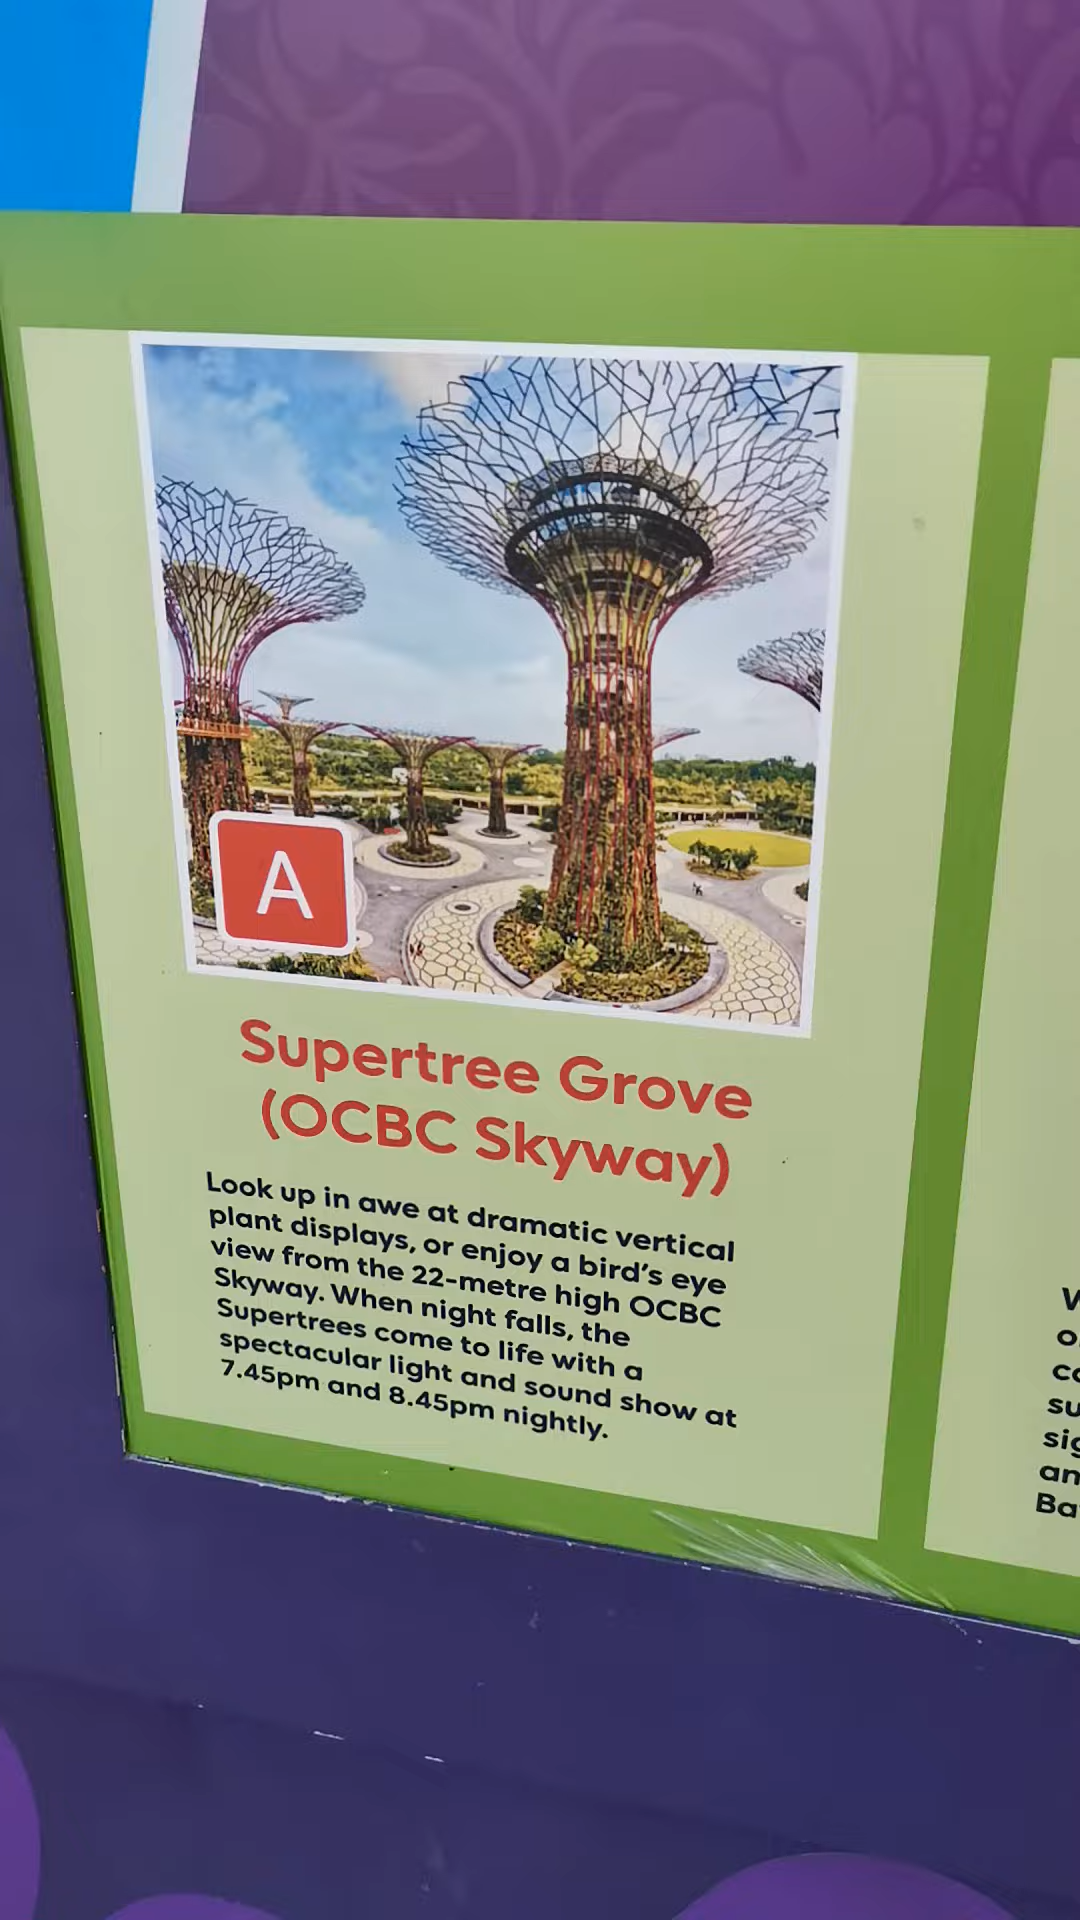 A
Supertree Grove
(OCBC Skyway)
Look up in awe at dramatic vertical
plant displays, or enjoy a bird's eye
view from the 22-metre high OCBC
Skyway. When night falls, the
Supertrees come to life with a
spectacular light and sound show at
7.45pm and 8.45pm nightly.